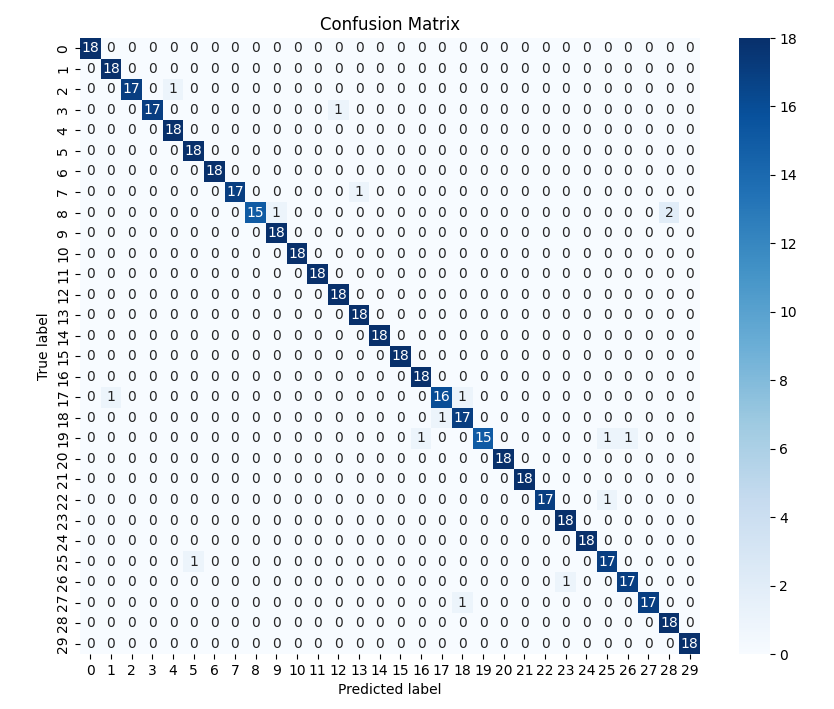 Confusion Matrix
0 18 0 0 0 0 0 0 0 0 0 0 0 0 0 0 0 0 0 0 0 0 0 0 0 0 0 0 0 0 0 0
1 0 18 0 0 0 0 0 0 0 0 0 0 0 0 0 0 0 0 0 0 0 0 0 0 0 0 0 0 0 0 0
2 0 0 17 0 1 0 0 0 0 0 0 0 0 0 0 0 0 0 0 0 0 0 0 0 0 0 0 0 0 0 0
3 0 0 0 17 0 0 0 0 0 0 0 0 1 0 0 0 0 0 0 0 0 0 0 0 0 0 0 0 0 0 0
4 0 0 0 0 18 0 0 0 0 0 0 0 0 0 0 0 0 0 0 0 0 0 0 0 0 0 0 0 0 0 0
5 0 0 0 0 0 18 0 0 0 0 0 0 0 0 0 0 0 0 0 0 0 0 0 0 0 0 0 0 0 0 0
6 0 0 0 0 0 0 18 0 0 0 0 0 0 0 0 0 0 0 0 0 0 0 0 0 0 0 0 0 0 0 0
7 0 0 0 0 0 0 0 17 0 0 0 0 0 1 0 0 0 0 0 0 0 0 0 0 0 0 0 0 0 0 0
8 0 0 0 0 0 0 0 0 15 1 0 0 0 0 0 0 0 0 0 0 0 0 0 0 0 0 0 0 2 0
9 0 0 0 0 0 0 0 0 0 18 0 0 0 0 0 0 0 0 0 0 0 0 0 0 0 0 0 0 0 0
10 0 0 0 0 0 0 0 0 0 0 18 0 0 0 0 0 0 0 0 0 0 0 0 0 0 0 0 0 0 0
11 0 0 0 0 0 0 0 0 0 0 0 18 0 0 0 0 0 0 0 0 0 0 0 0 0 0 0 0 0 0
12 0 0 0 0 0 0 0 0 0 0 0 0 18 0 0 0 0 0 0 0 0 0 0 0 0 0 0 0 0 0
13 0 0 0 0 0 0 0 0 0 0 0 0 0 18 0 0 0 0 0 0 0 0 0 0 0 0 0 0 0 0
14 0 0 0 0 0 0 0 0 0 0 0 0 0 0 18 0 0 0 0 0 0 0 0 0 0 0 0 0 0 0
15 0 0 0 0 0 0 0 0 0 0 0 0 0 0 0 18 0 0 0 0 0 0 0 0 0 0 0 0 0 0
16 0 0 0 0 0 0 0 0 0 0 0 0 0 0 0 0 18 0 0 0 0 0 0 0 0 0 0 0 0 0
17 0 1 0 0 0 0 0 0 0 0 0 0 0 0 0 0 0 16 1 0 0 0 0 0 0 0 0 0 0 0
18 0 0 0 0 0 0 0 0 0 0 0 0 0 0 0 0 0 1 17 0 0 0 0 0 0 0 0 0 0 0
19 0 0 0 0 0 0 0 0 0 0 0 0 0 0 0 0 1 0 0 15 0 0 0 0 0 1 1 0 0 0
20 0 0 0 0 0 0 0 0 0 0 0 0 0 0 0 0 0 0 0 0 18 0 0 0 0 0 0 0 0 0
21 0 0 0 0 0 0 0 0 0 0 0 0 0 0 0 0 0 0 0 0 0 18 0 0 0 0 0 0 0 0
22 0 0 0 0 0 0 0 0 0 0 0 0 0 0 0 0 0 0 0 0 0 0 17 0 0 1 0 0 0 0
23 0 0 0 0 0 0 0 0 0 0 0 0 0 0 0 0 0 0 0 0 0 0 0 18 0 0 0 0 0 0
24 0 0 0 0 0 0 0 0 0 0 0 0 0 0 0 0 0 0 0 0 0 0 0 0 18 0 0 0 0 0
25 0 0 0 0 0 1 0 0 0 0 0 0 0 0 0 0 0 0 0 0 0 0 0 0 0 17 0 0 0 0
26 0 0 0 0 0 0 0 0 0 0 0 0 0 0 0 0 0 0 0 0 0 0 0 1 0 0 17 0 0 0
27 0 0 0 0 0 0 0 0 0 0 0 0 0 0 0 0 0 0 1 0 0 0 0 0 0 0 0 17 0 0
28 0 0 0 0 0 0 0 0 0 0 0 0 0 0 0 0 0 0 0 0 0 0 0 0 0 0 0 0 18 0
29 0 0 0 0 0 0 0 0 0 0 0 0 0 0 0 0 0 0 0 0 0 0 0 0 0 0 0 0 0 18
0 1 2 3 4 5 6 7 8 9 10 11 12 13 14 15 16 17 18 19 20 21 22 23 24 25 26 27 28 29
Predicted label
True label
18
16
14
12
10
8
6
4
2
0